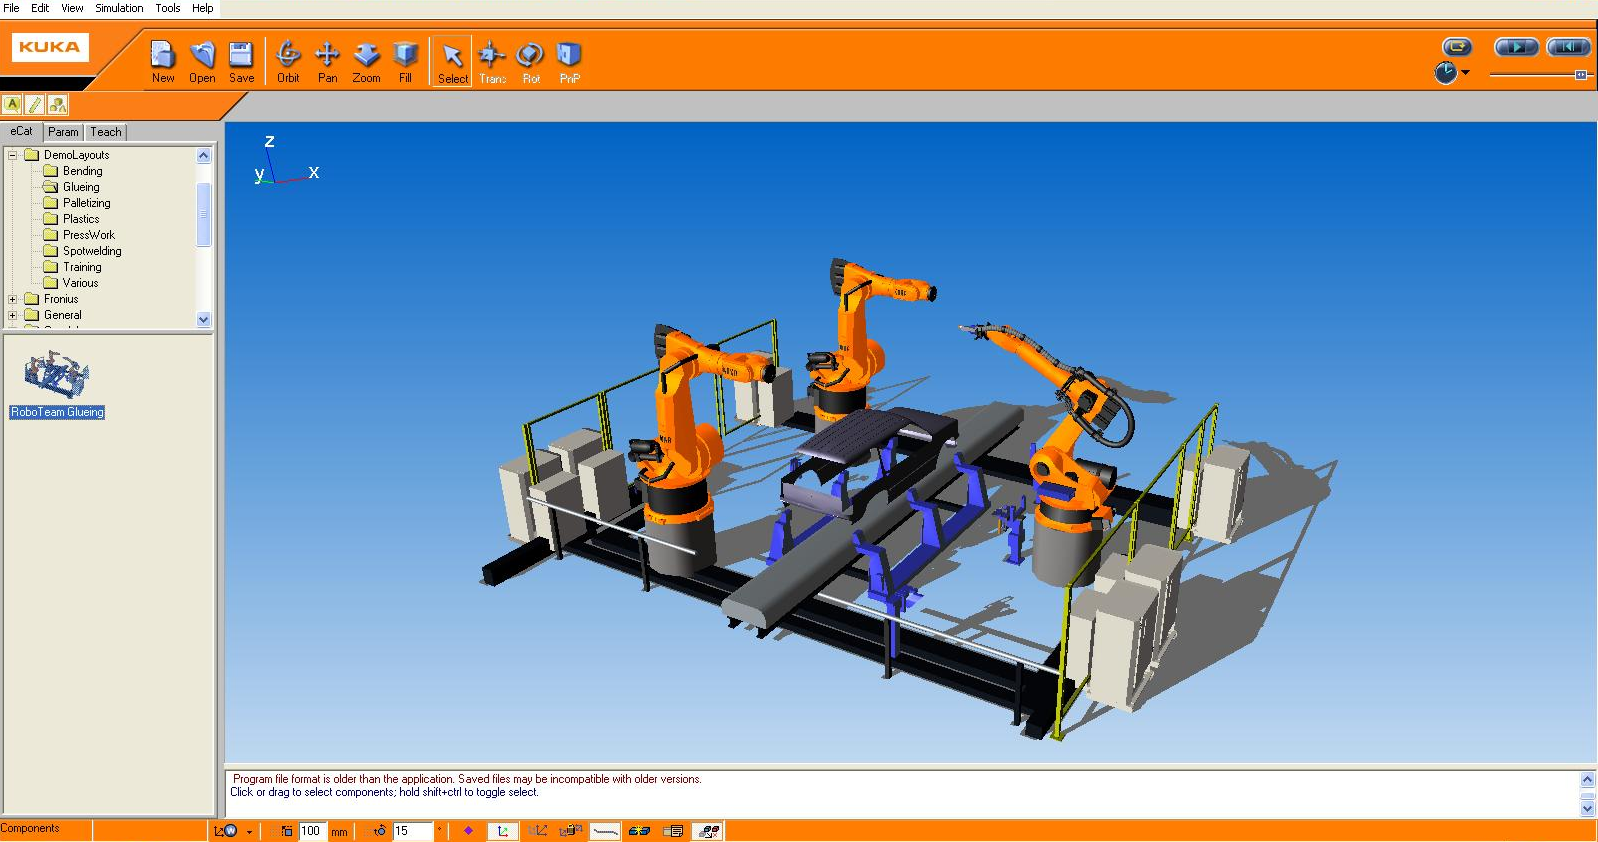 File Edit View Simulation Tools Help
KUKA
New Open Save Orbit Pan Zoom Fill Select Trans Rot PnP
A
eCat Param Teach
DemoLayouts
Bending
Glueing
Palletizing
Plastics
PressWork
Spotwelding
Training
Various
Fronius
General
RoboTeam Glueing
z
y x
KUKA
KUKA
Program file format is older than the application. Saved files may be incompatible with older versions.
Click or drag to select components; hold shift+ctrl to toggle select.
Components W 100 mm 15 °